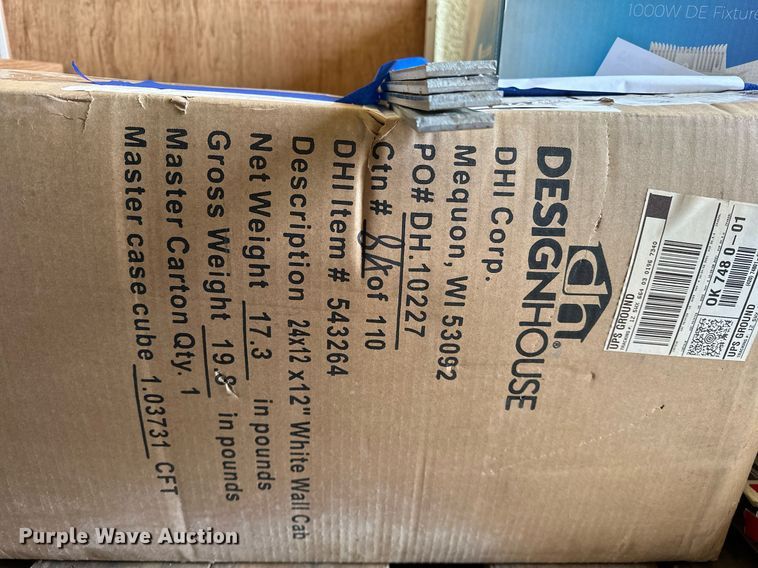 1000W DE Fixture
DESIGNHOUSE®
DHI Corp.
Mequon, WI 53092
PO# DH.10227
Ctn # of 110
DHI Item # 543264
Description 24x12 x12" White Wall Cab
Net Weight 17.3 in pounds
Gross Weight 19.8 in pounds
Master Carton Qty. 1
Master case cube 1.03731 CFT
OK 748 0-01
UPS GROUND
UPS GROUND
Purple Wave Auction